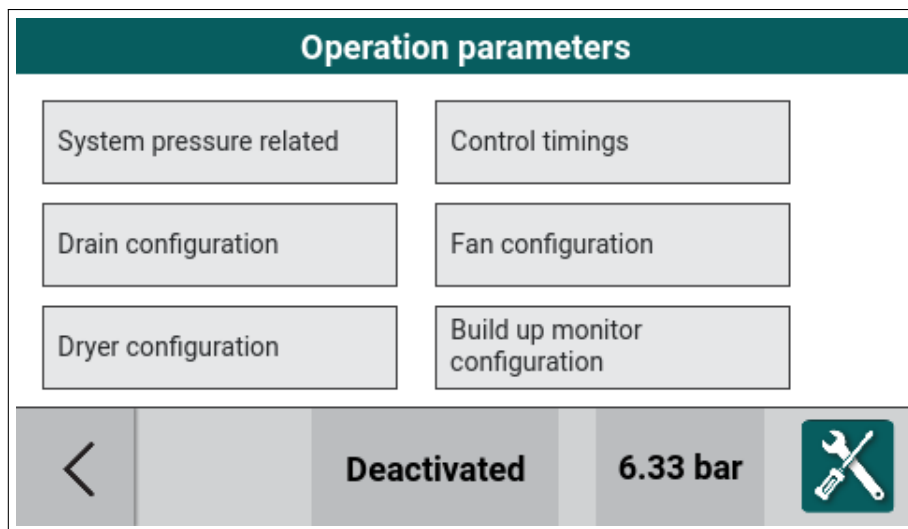 Operation parameters
System pressure related
Control timings
Drain configuration
Fan configuration
Dryer configuration
Build up monitor
configuration
Deactivated
6.33 bar